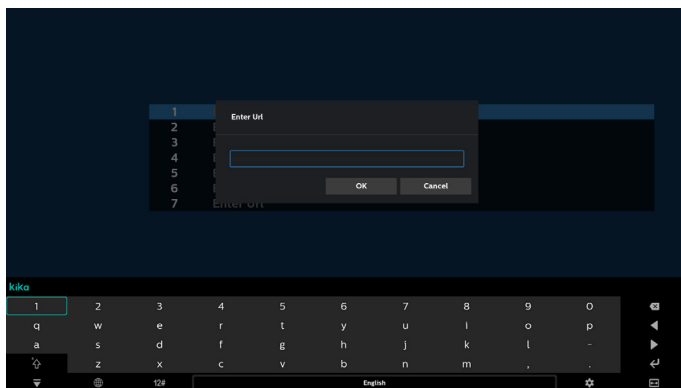 1
Enter Url
2
3
4
5
OK Cancel
6
7 Enter Url
kika
1 2 3 4 5 6 7 8 9 0
q w e r t y u i o p
a s d f g h j k l -
z x c v b n m , .
12# English